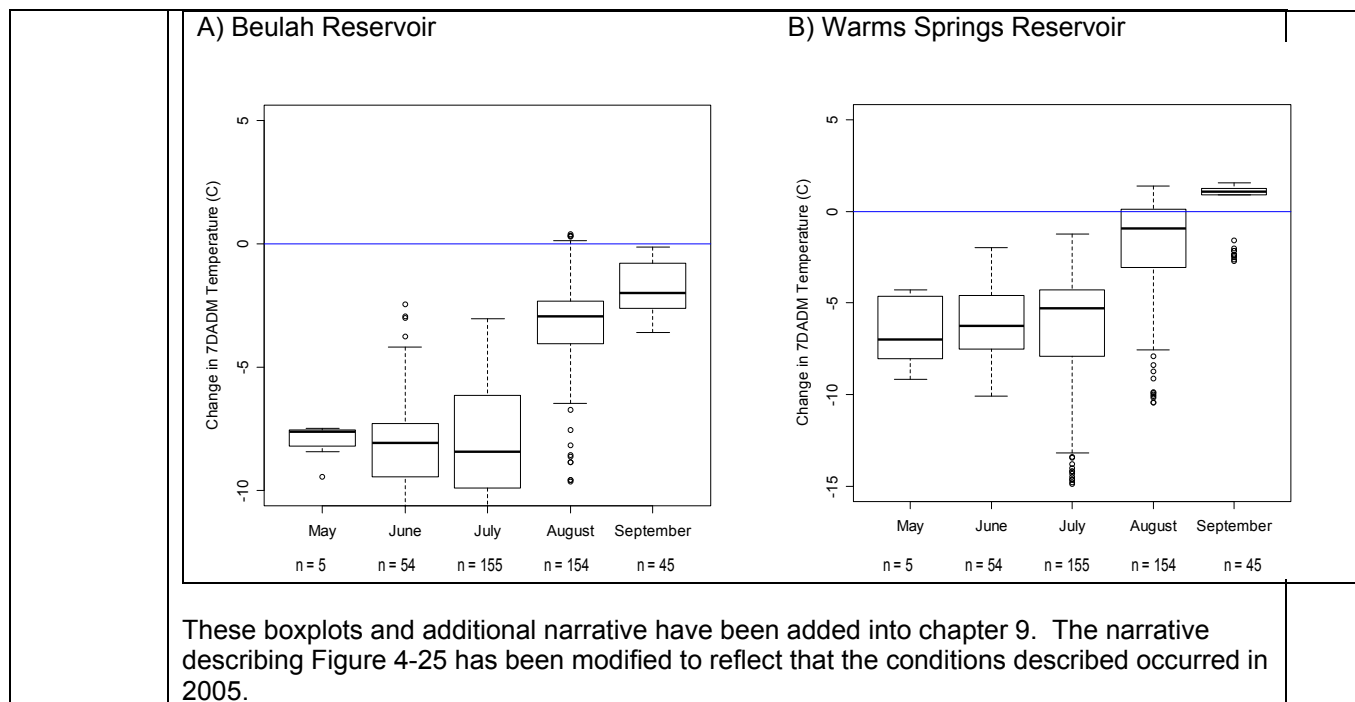 A) Beulah Reservoir
B) Warms Springs Reservoir
Change in 7DADM Temperature (C)
5
0
-5
-10
May June July August September
n = 5 n = 54 n = 155 n = 154 n = 45
Change in 7DADM Temperature (C)
5
0
-5
-10
-15
May June July August September
n = 5 n = 54 n = 155 n = 154 n = 45
These boxplots and additional narrative have been added into chapter 9.  The narrative
describing Figure 4-25 has been modified to reflect that the conditions described occurred in
2005.